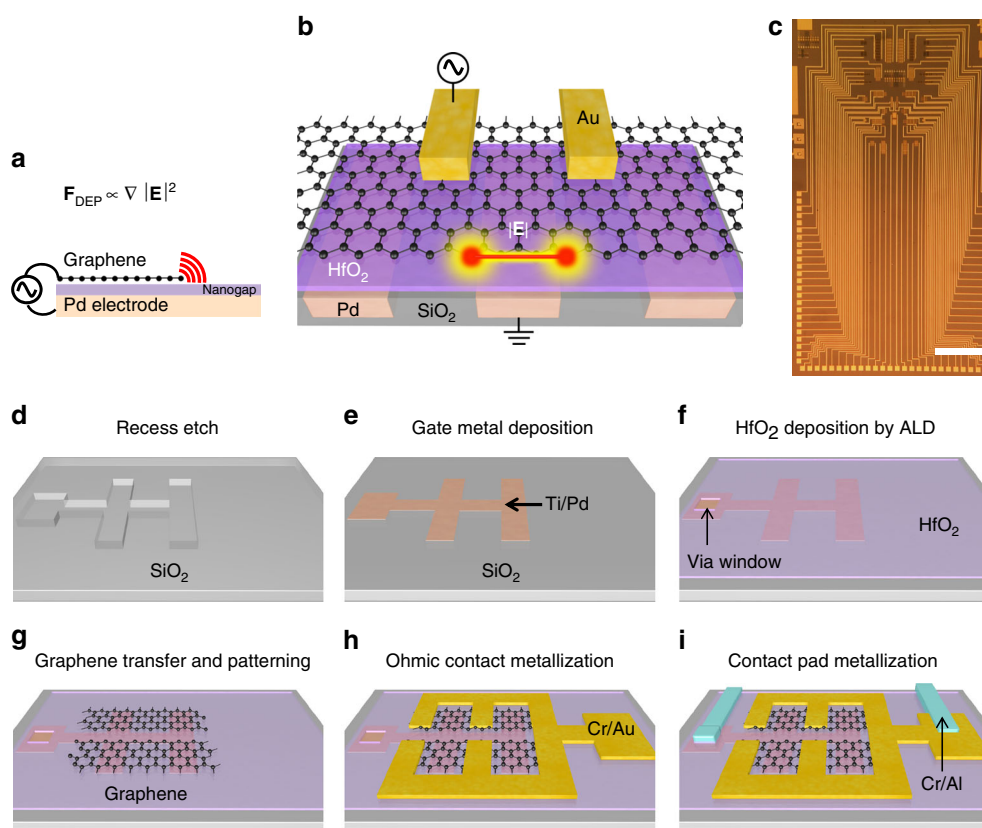 a
F_DEP ∝ ∇ |E|²
Graphene
Nanogap
Pd electrode
b
Au
|E|
HfO₂
Pd
SiO₂
c
d
Recess etch
SiO₂
e
Gate metal deposition
Ti/Pd
SiO₂
f
HfO₂ deposition by ALD
HfO₂
Via window
g
Graphene transfer and patterning
Graphene
h
Ohmic contact metallization
Cr/Au
i
Contact pad metallization
Cr/Al